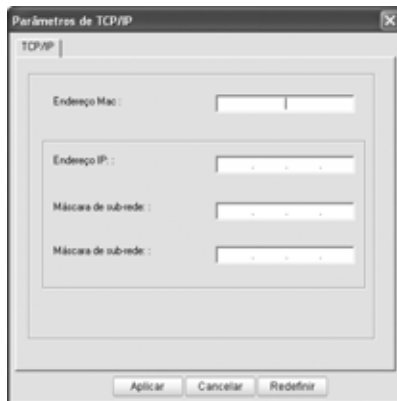 Parâmetros de TCP/IP
TCP/IP
Endereço Mac :
Endereço IP: :
Máscara de sub-rede: :
Máscara de sub-rede: :
Aplicar Cancelar Redefinir